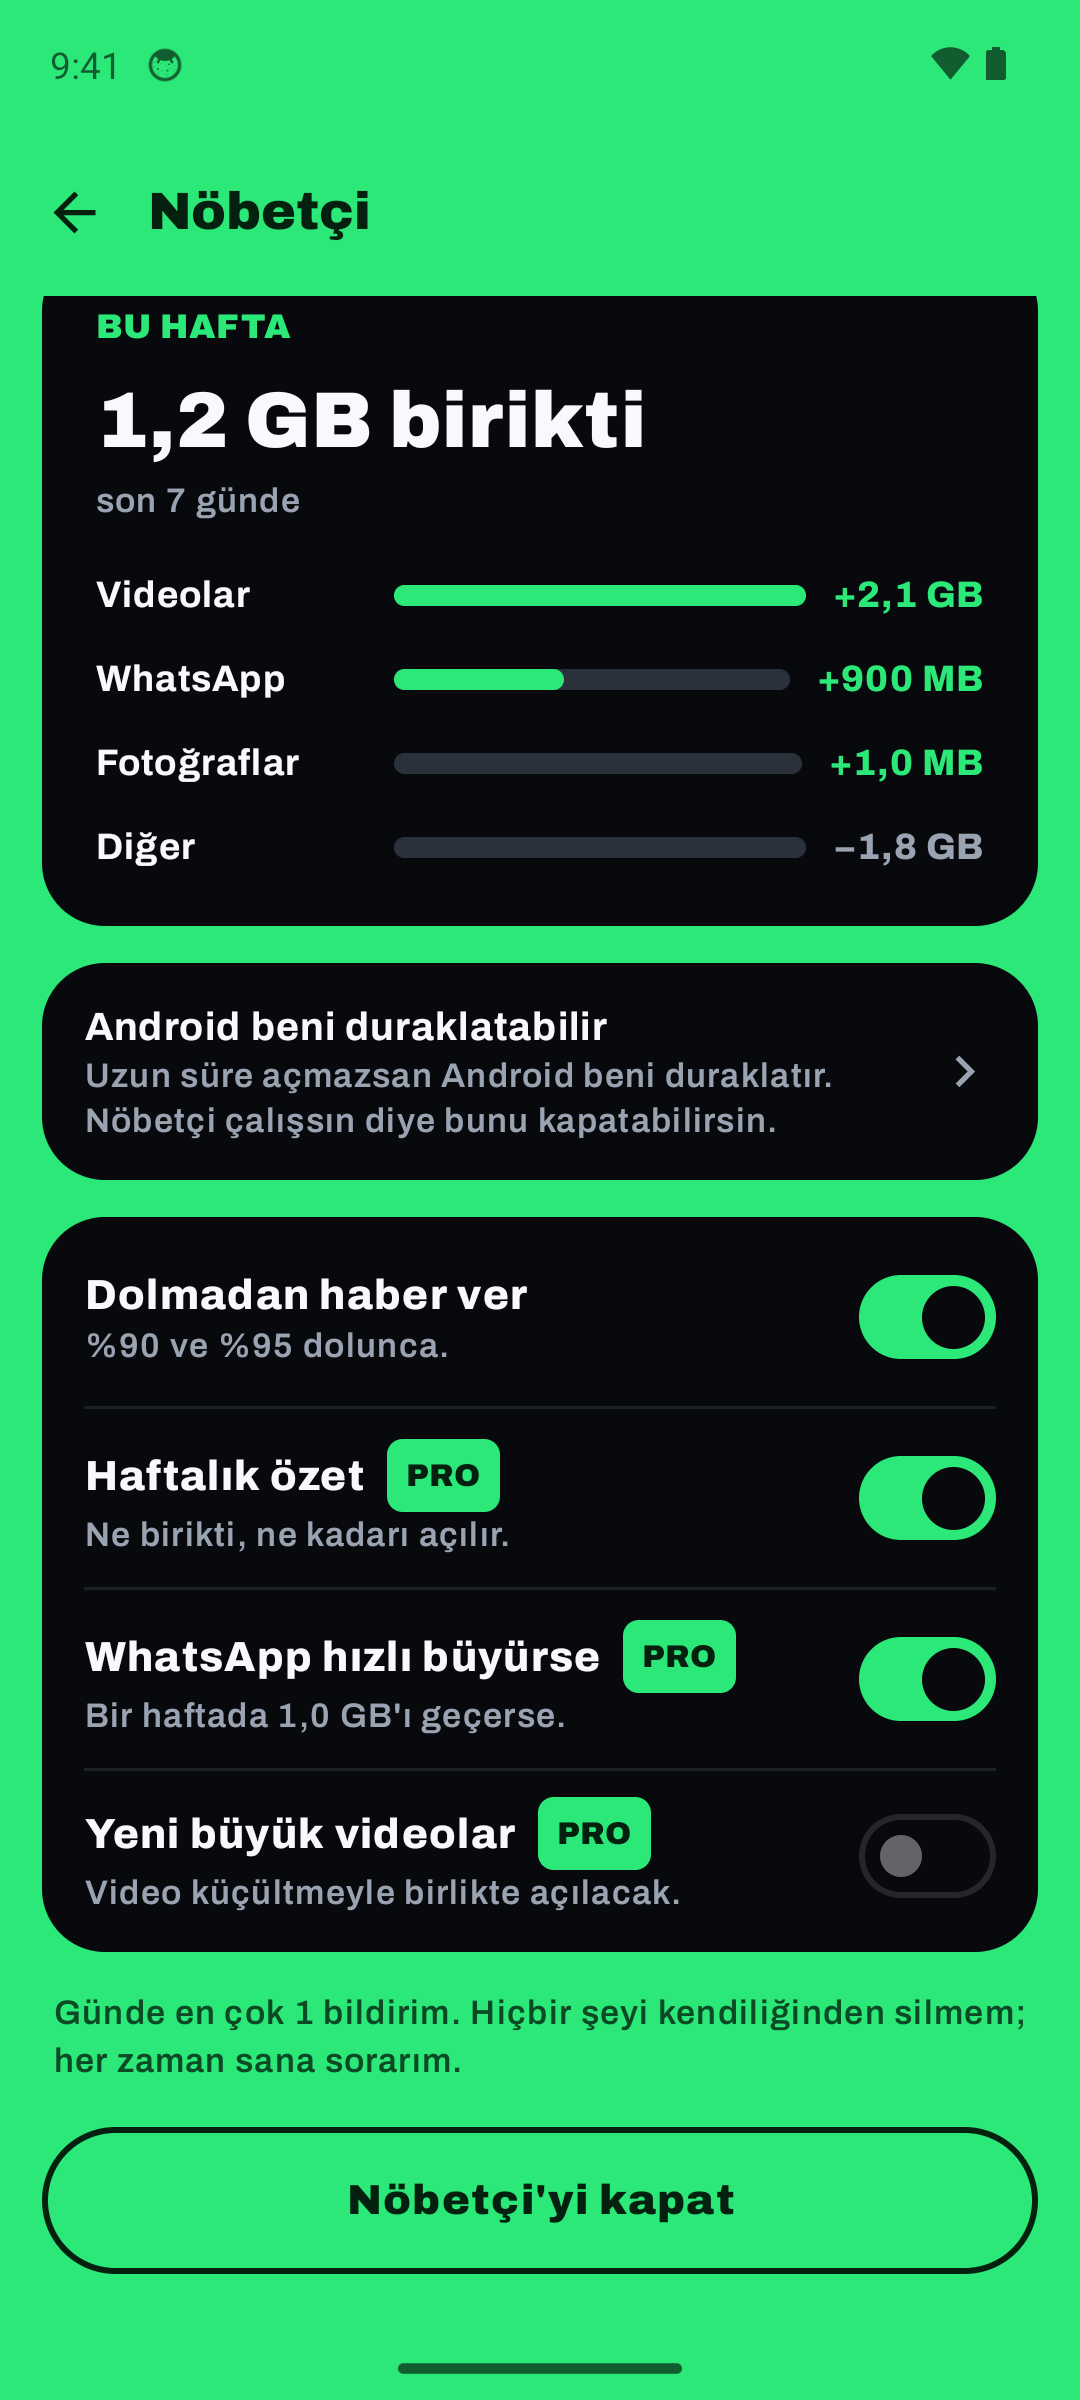 9:41
Nöbetçi
BU HAFTA
1,2 GB birikti
son 7 günde
Videolar +2,1 GB
WhatsApp +900 MB
Fotoğraflar +1,0 MB
Diğer −1,8 GB
Android beni duraklatabilir
Uzun süre açmazsan Android beni duraklatır.
Nöbetçi çalışsın diye bunu kapatabilirsin.
Dolmadan haber ver
%90 ve %95 dolunca.
Haftalık özet PRO
Ne birikti, ne kadarı açılır.
WhatsApp hızlı büyürse PRO
Bir haftada 1,0 GB'ı geçerse.
Yeni büyük videolar PRO
Video küçültmeyle birlikte açılacak.
Günde en çok 1 bildirim. Hiçbir şeyi kendiliğinden silmem;
her zaman sana sorarım.
Nöbetçi'yi kapat